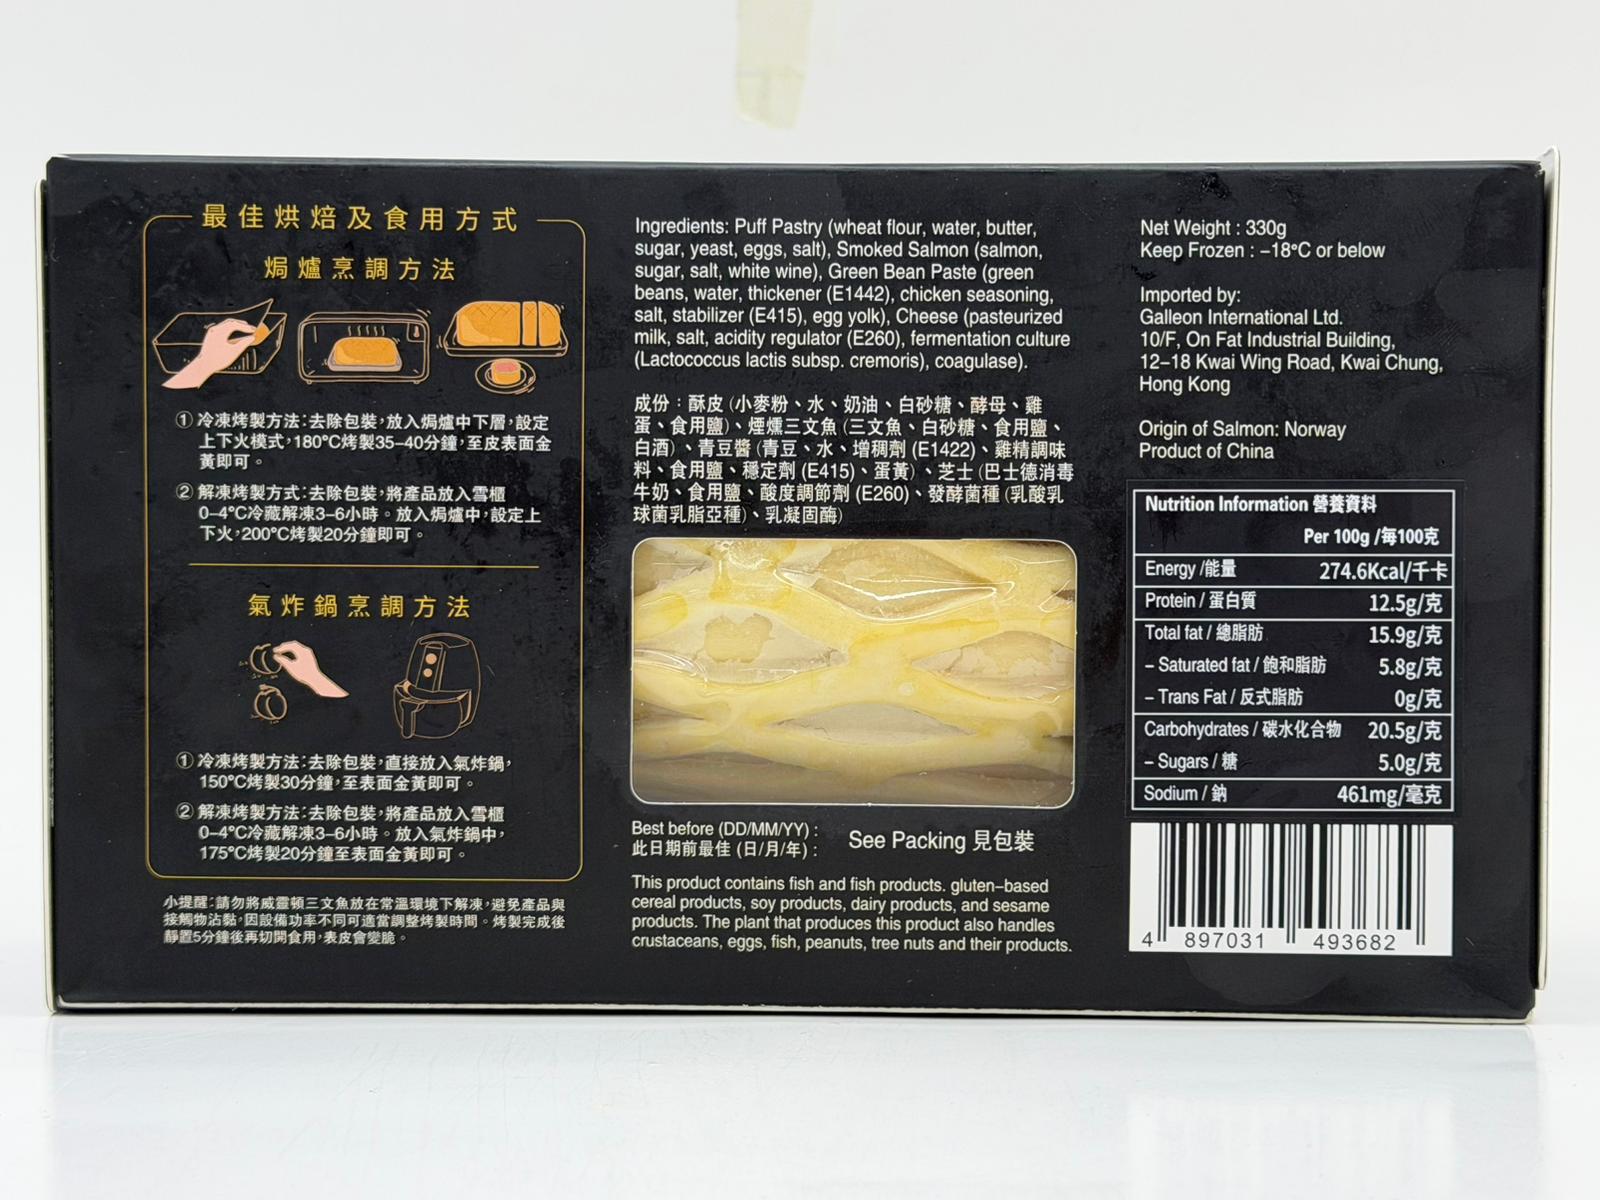 最佳烘焙及食用方式
焗爐烹調方法
① 冷凍烤製方法:去除包裝,放入焗爐中下層,設定
上下火模式,180°C烤製35–40分鐘,至皮表面金
黃即可。
② 解凍烤製方式:去除包裝,將產品放入雪櫃
0–4°C冷藏解凍3–6小時。放入焗爐中,設定上
下火,200°C烤製20分鐘即可。
氣炸鍋烹調方法
① 冷凍烤製方法:去除包裝,直接放入氣炸鍋,
150°C烤製30分鐘,至表面金黃即可。
② 解凍烤製方法:去除包裝,將產品放入雪櫃
0–4°C冷藏解凍3–6小時。放入氣炸鍋中,
175°C烤製20分鐘至表面金黃即可。
小提醒:請勿將威靈頓三文魚放在常溫環境下解凍,避免產品與
接觸物沾黏,因設備功率不同可適當調整烤製時間。烤製完成後
靜置5分鐘後再切開食用,表皮會變脆。
Ingredients: Puff Pastry (wheat flour, water, butter,
sugar, yeast, eggs, salt), Smoked Salmon (salmon,
sugar, salt, white wine), Green Bean Paste (green
beans, water, thickener (E1442), chicken seasoning,
salt, stabilizer (E415), egg yolk), Cheese (pasteurized
milk, salt, acidity regulator (E260), fermentation culture
(Lactococcus lactis subsp. cremoris), coagulase).
成份：酥皮 (小麥粉、水、奶油、白砂糖、酵母、雞
蛋、食用鹽)、煙燻三文魚 (三文魚、白砂糖、食用鹽、
白酒)、青豆醬 (青豆、水、增稠劑 (E1422)、雞精調味
料、食用鹽、穩定劑 (E415)、蛋黃)、芝士 (巴士德消毒
牛奶、食用鹽、酸度調節劑 (E260)、發酵菌種 (乳酸乳
球菌乳脂亞種)、乳凝固酶)
Best before (DD/MM/YY) :
此日期前最佳 (日/月/年) :
See Packing 見包裝
This product contains fish and fish products. gluten–based
cereal products, soy products, dairy products, and sesame
products. The plant that produces this product also handles
crustaceans, eggs, fish, peanuts, tree nuts and their products.
Net Weight : 330g
Keep Frozen : –18°C or below
Imported by:
Galleon International Ltd.
10/F, On Fat Industrial Building,
12–18 Kwai Wing Road, Kwai Chung,
Hong Kong
Origin of Salmon: Norway
Product of China
Nutrition Information 營養資料
Per 100g /每100克
Energy /能量 274.6Kcal/千卡
Protein / 蛋白質 12.5g/克
Total fat / 總脂肪 15.9g/克
– Saturated fat / 飽和脂肪 5.8g/克
– Trans Fat / 反式脂肪 0g/克
Carbohydrates / 碳水化合物 20.5g/克
– Sugars / 糖 5.0g/克
Sodium / 鈉 461mg/毫克
4 897031 493682